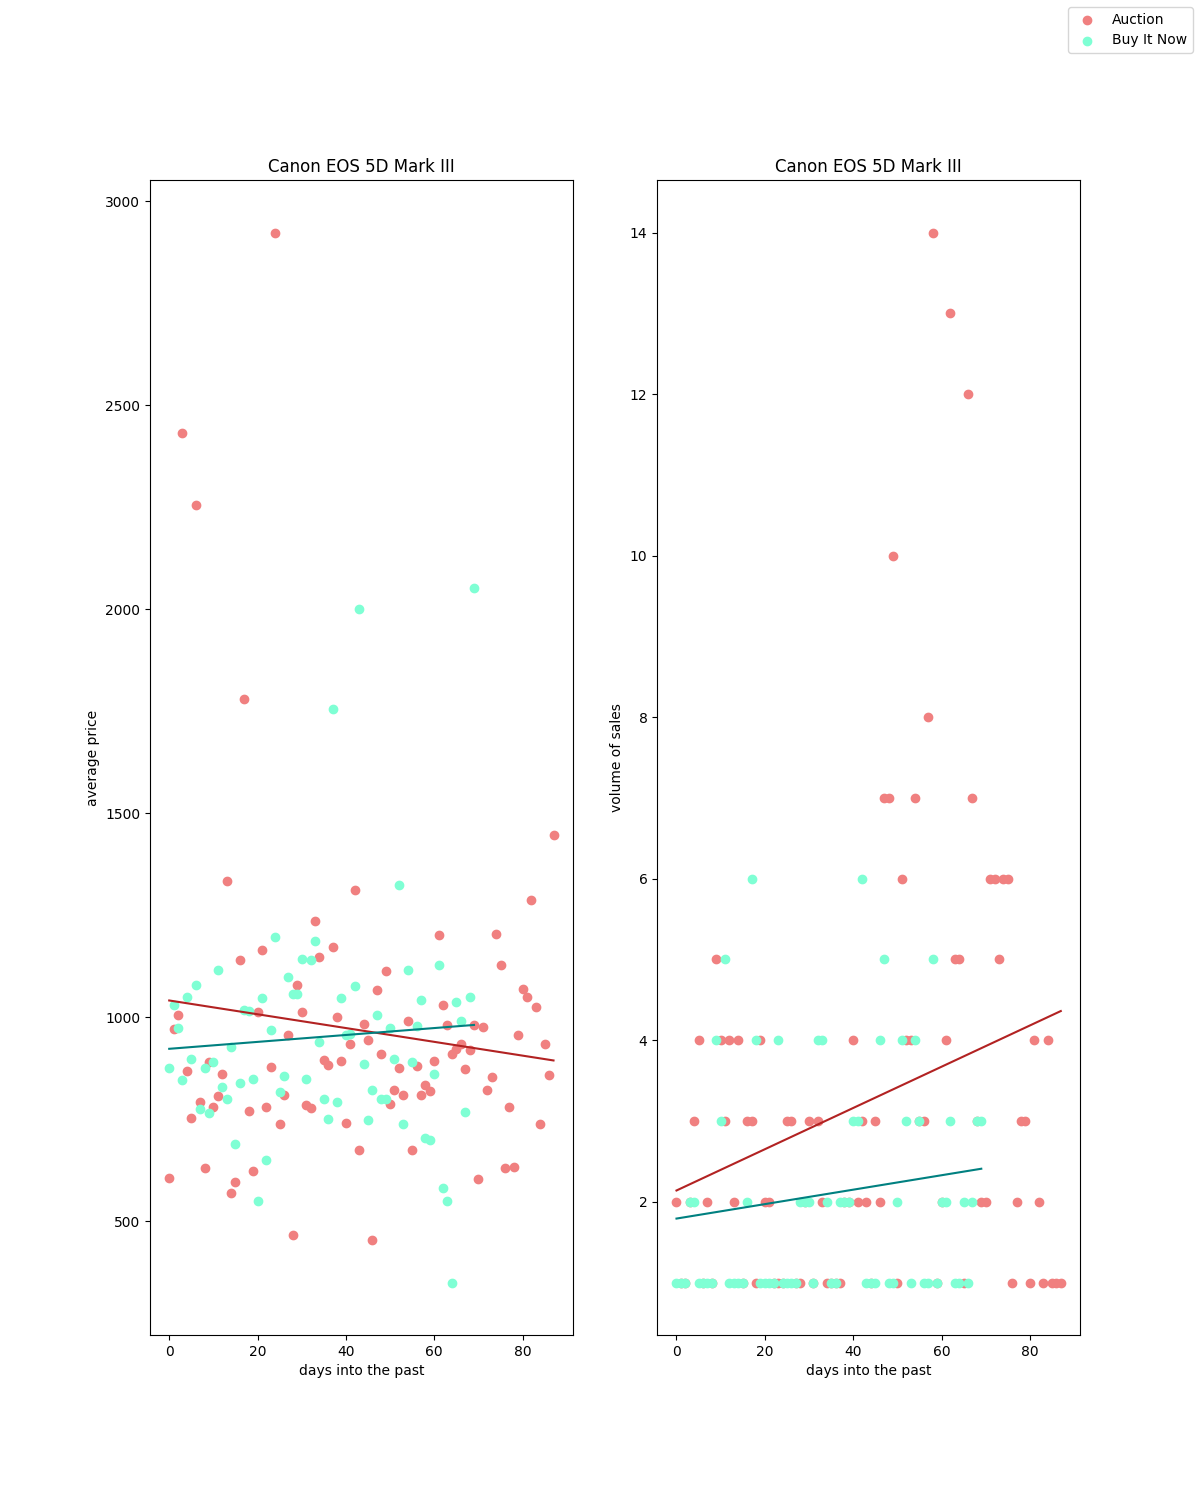 Auction
Buy It Now
Canon EOS 5D Mark III
3000
2500
2000
1500
1000
500
average price
0 20 40 60 80
days into the past
Canon EOS 5D Mark III
14
12
10
8
6
4
2
volume of sales
0 20 40 60 80
days into the past